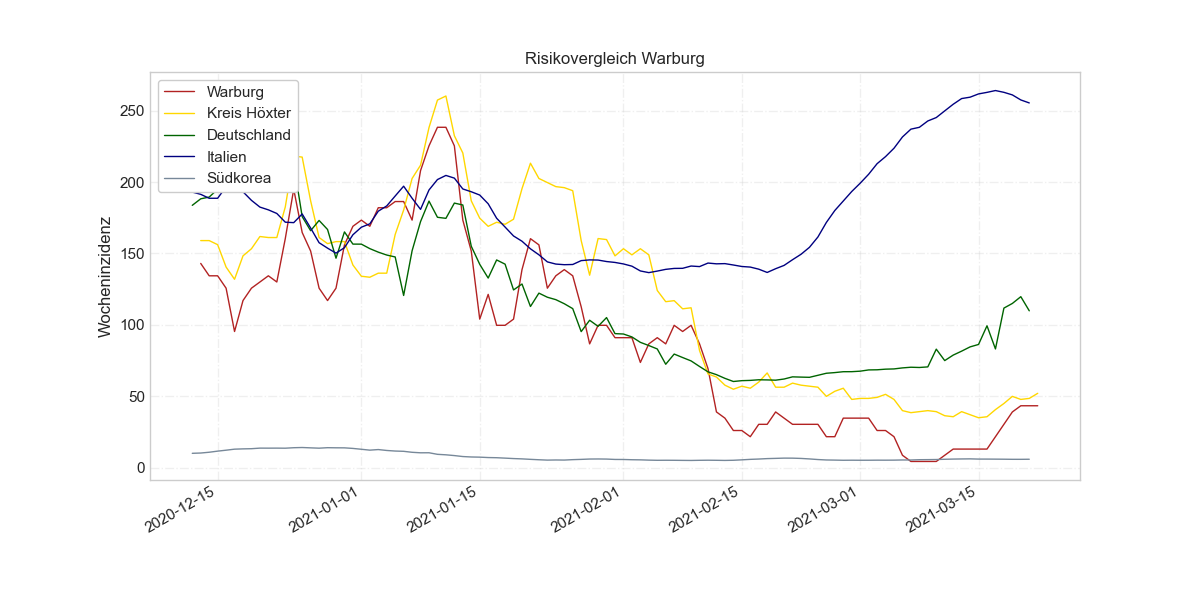 Risikovergleich Warburg
Wocheninzidenz
250
200
150
100
50
0
Warburg
Kreis Höxter
Deutschland
Italien
Südkorea
2020-12-15
2021-01-01
2021-01-15
2021-02-01
2021-02-15
2021-03-01
2021-03-15